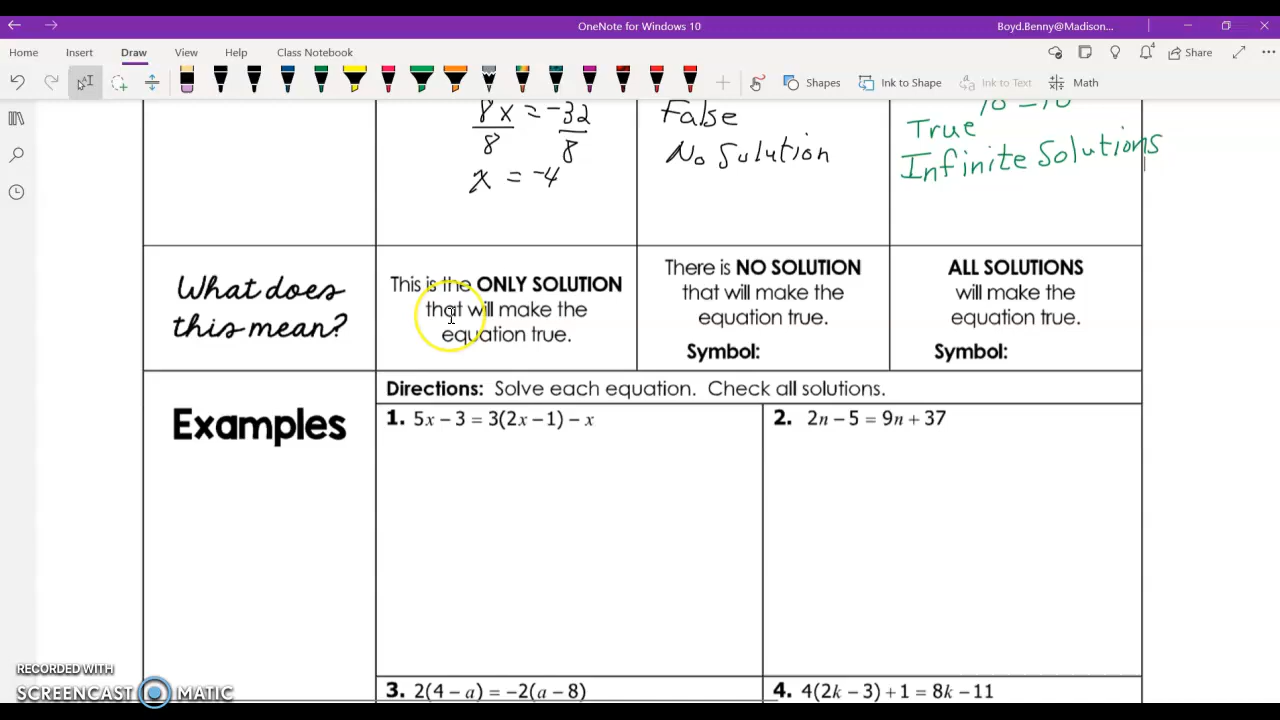 OneNote for Windows 10
Boyd.Benny@Madison...
Home Insert Draw View Help Class Notebook
Share
Shapes Ink to Shape Ink to Text Math
8x = -32
8 8
x = -4
False
No Solution
True
Infinite Solutions
What does
this mean?
This is the ONLY SOLUTION
that will make the
equation true.
There is NO SOLUTION
that will make the
equation true.
Symbol:
ALL SOLUTIONS
will make the
equation true.
Symbol:
Examples
Directions: Solve each equation. Check all solutions.
1. 5x – 3 = 3(2x – 1) – x
2. 2n – 5 = 9n + 37
3. 2(4 – a) = –2(a – 8)
4. 4(2k – 3) + 1 = 8k – 11
RECORDED WITH
SCREENCAST MATIC